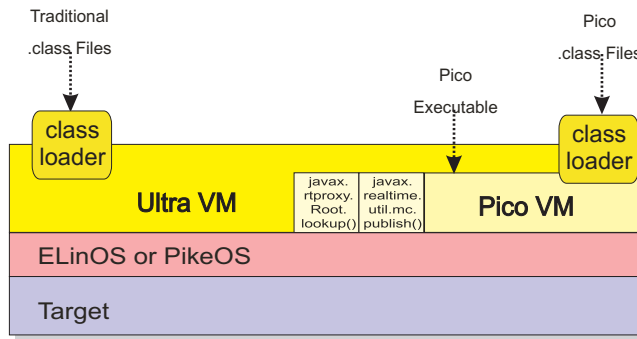 Traditional
.class Files
Pico
.class Files
Pico
Executable
class
loader
class
loader
Ultra VM
javax.
rtproxy.
Root.
lookup()
javax.
realtime.
util.mc.
publish()
Pico VM
ELinOS or PikeOS
Target